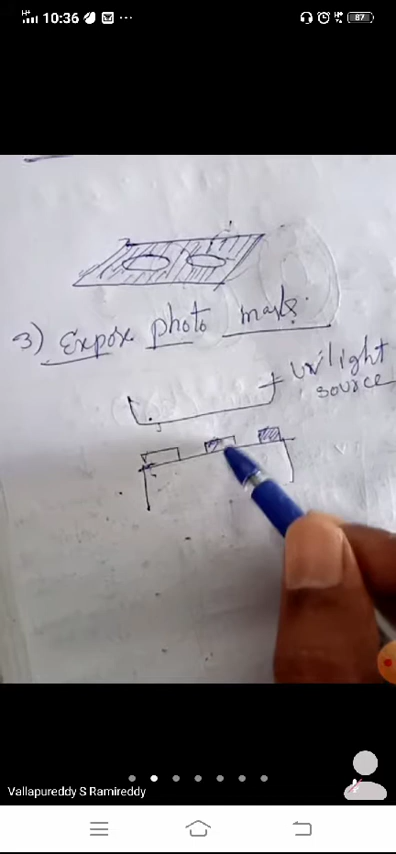 H+ 10:36 ... 87
3) Expose photo mask.
UV light
source
Vallapureddy S Ramireddy